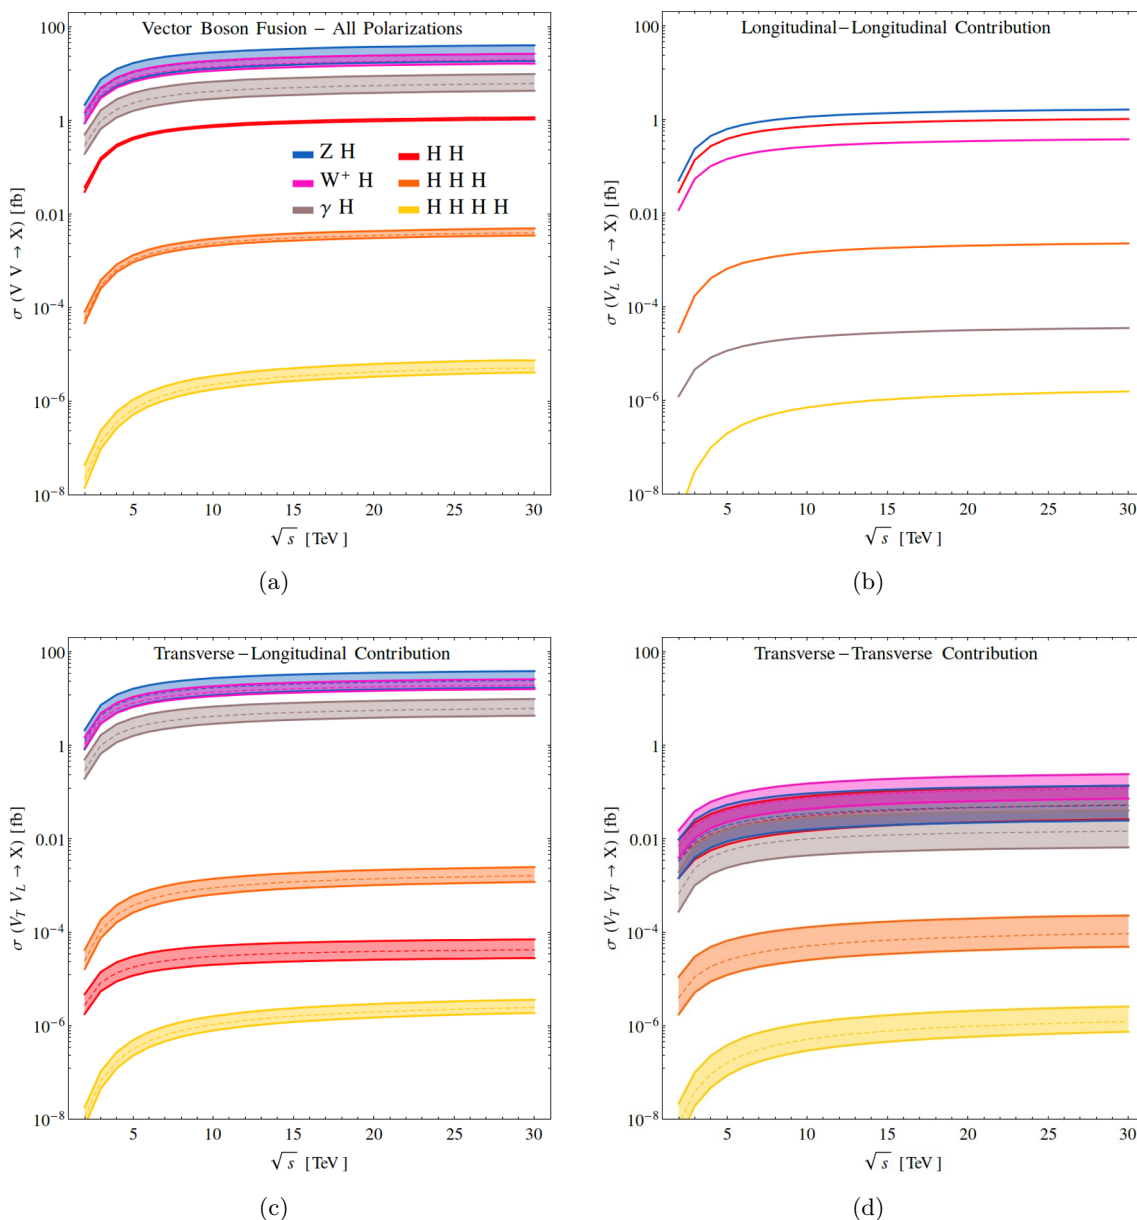 Vector Boson Fusion − All Polarizations
100
1
0.01
10⁻⁴
10⁻⁶
10⁻⁸
σ (V V → X) [fb]
Z H
H H
W⁺ H
H H H
γ H
H H H H
5 10 15 20 25 30
√s [TeV]
(a)
Longitudinal−Longitudinal Contribution
100
1
0.01
10⁻⁴
10⁻⁶
10⁻⁸
σ (V_L V_L → X) [fb]
5 10 15 20 25 30
√s [TeV]
(b)
Transverse−Longitudinal Contribution
100
1
0.01
10⁻⁴
10⁻⁶
10⁻⁸
σ (V_T V_L → X) [fb]
5 10 15 20 25 30
√s [TeV]
(c)
Transverse−Transverse Contribution
100
1
0.01
10⁻⁴
10⁻⁶
10⁻⁸
σ (V_T V_T → X) [fb]
5 10 15 20 25 30
√s [TeV]
(d)